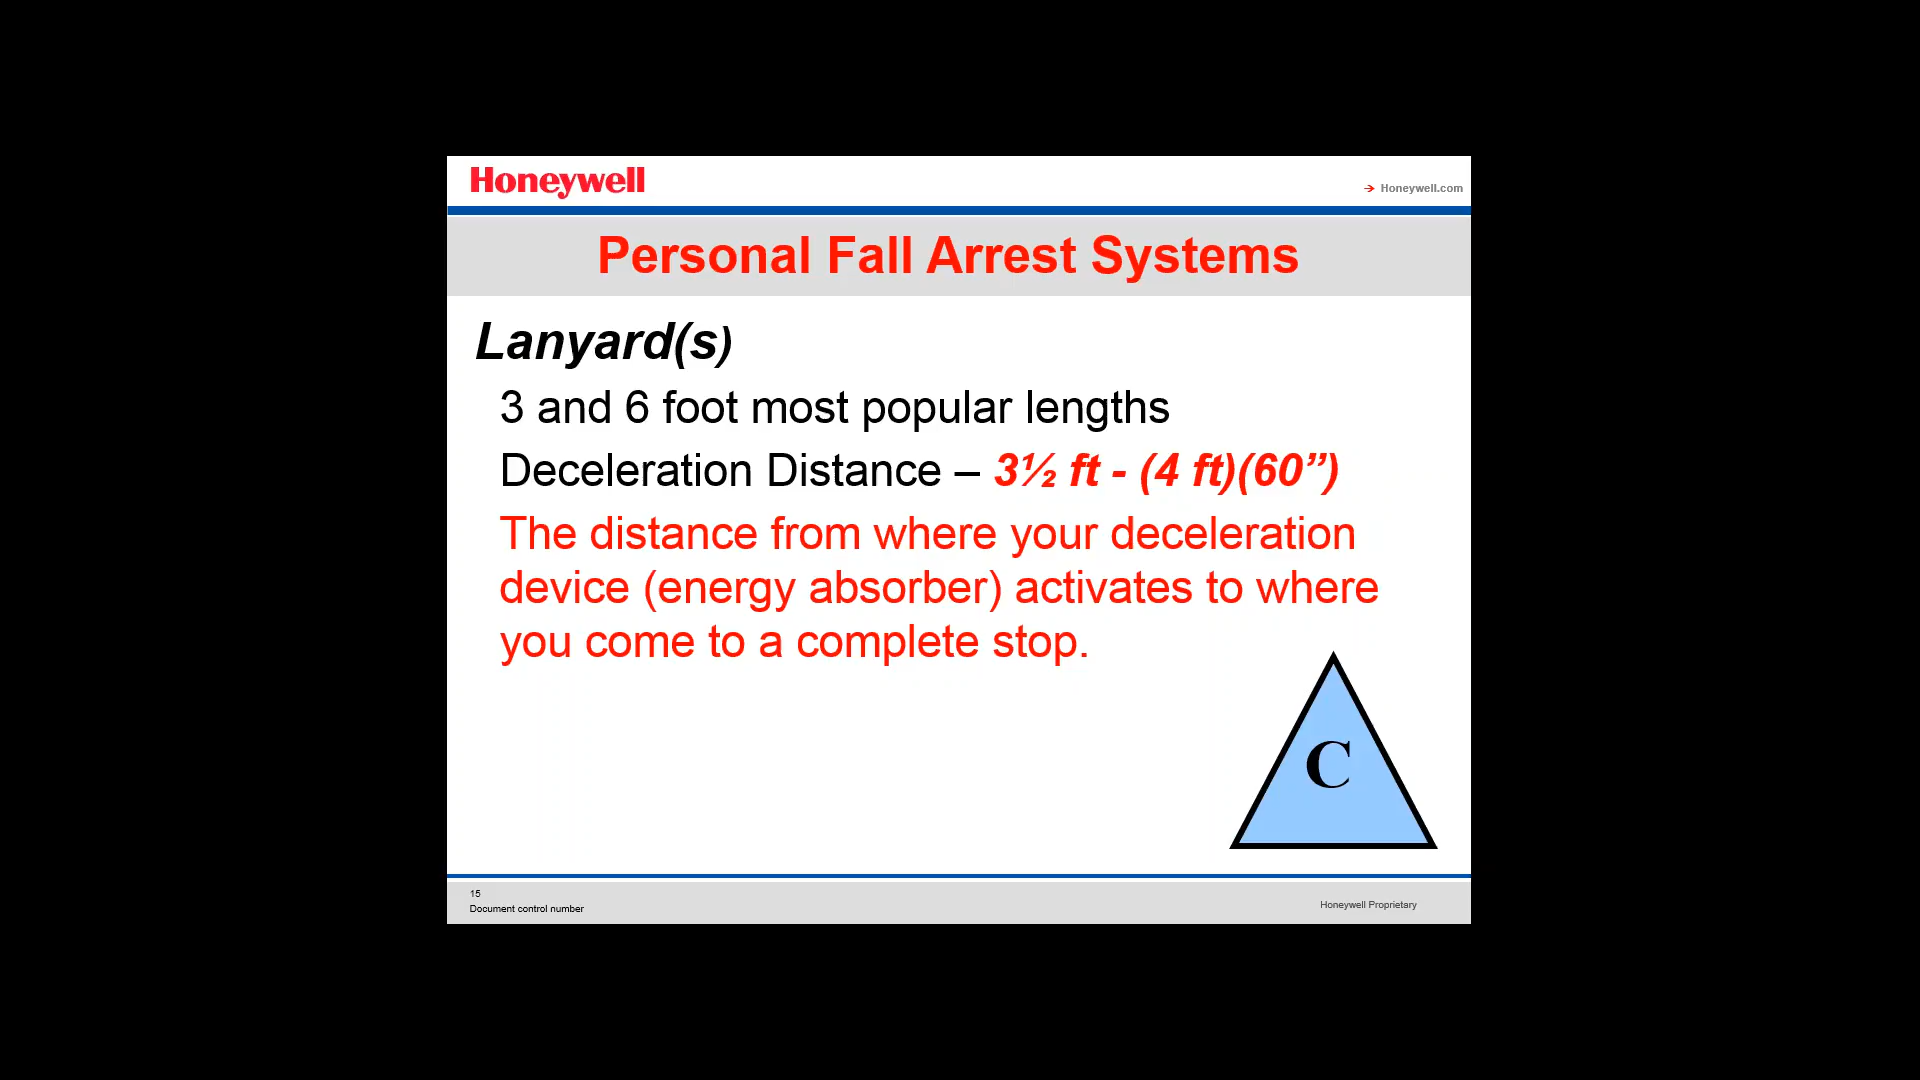 Honeywell
→ Honeywell.com
Personal Fall Arrest Systems
Lanyard(s)
3 and 6 foot most popular lengths
Deceleration Distance – 3½ ft - (4 ft)(60”)
The distance from where your deceleration
device (energy absorber) activates to where
you come to a complete stop.
C
15
Document control number
Honeywell Proprietary